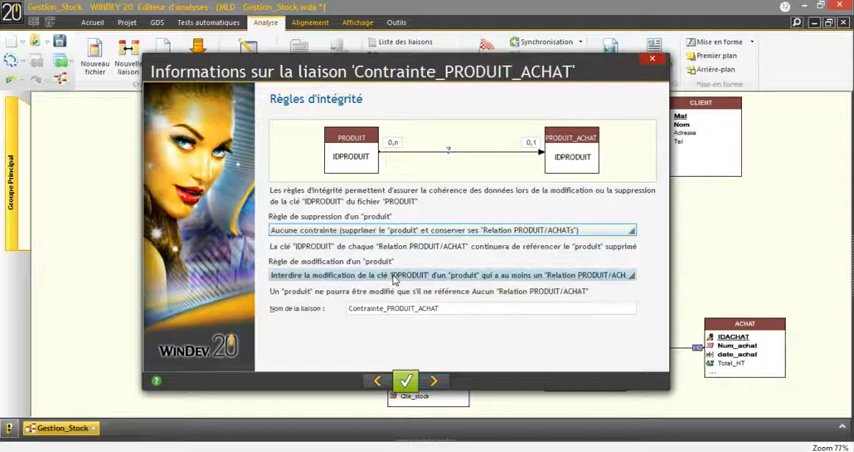 20 Gestion_Stock WINDEV 20 Editeur d'analyses - [MLD Gestion_Stock.wda *]
Accueil Projet GDS Tests automatiques Analyse Alignement Affichage Outils
Liste des liaisons Synchronisation Mise en forme
Premier plan
Arrière-plan
Nouveau fichier Nouvelle liaison
Mise en forme
Groupe Principal
Informations sur la liaison 'Contrainte_PRODUIT_ACHAT'
Règles d'intégrité
PRODUIT 0,n ? 0,1 PRODUIT_ACHAT
IDPRODUIT IDPRODUIT
Les règles d'intégrité permettent d'assurer la cohérence des données lors de la modification ou la suppression
de la clé "IDPRODUIT" du fichier "PRODUIT"
Règle de suppression d'un "produit"
Aucune contrainte (supprimer le "produit" et conserver ses "Relation PRODUIT/ACHATs")
La clé "IDPRODUIT" de chaque "Relation PRODUIT/ACHAT" continuera de référencer le "produit" supprimé
Règle de modification d'un "produit"
Interdire la modification de la clé "IDPRODUIT" d'un "produit" qui a au moins un "Relation PRODUIT/ACH
Un "produit" ne pourra être modifié que s'il ne référence Aucun "Relation PRODUIT/ACHAT"
Nom de la liaison : Contrainte_PRODUIT_ACHAT
WINDEV 20
CLIENT
Mat
Nom
Adresse
Tel
ACHAT
IDACHAT
Num_achat
date_achat
Total_HT
...
Qte_stock
Gestion_Stock
Zoom 77%